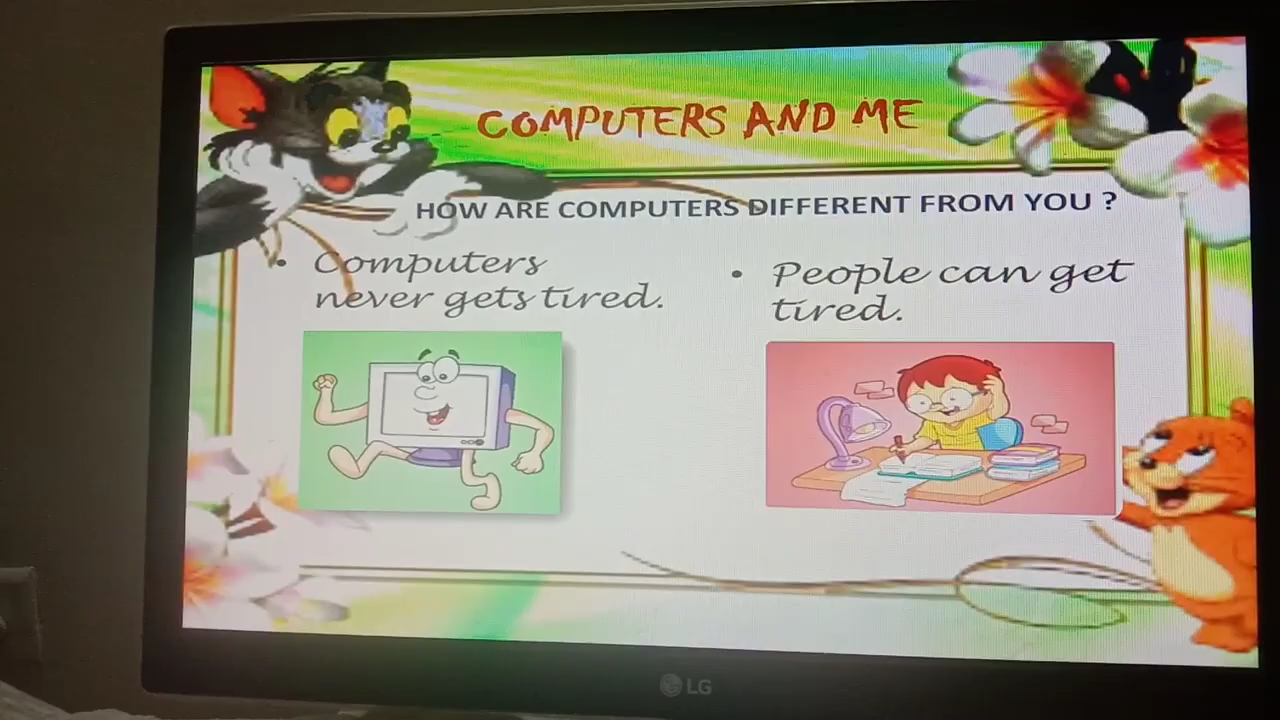 COMPUTERS AND ME
HOW ARE COMPUTERS DIFFERENT FROM YOU ?
• Computers
never gets tired.
• People can get
tired.
LG